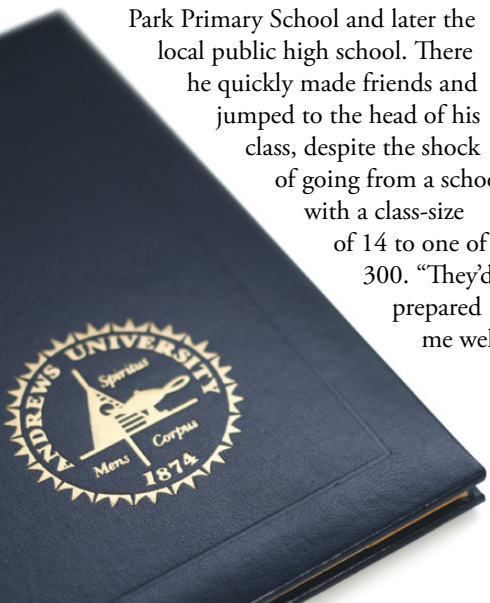 Park Primary School and later the
local public high school. There
he quickly made friends and
jumped to the head of his
class, despite the shock
of going from a
with a class-size
of 14 to one of
300. “They’d
prepared
me
ANDREWS UNIVERSITY
Spiritus
Mens
Corpus
1874